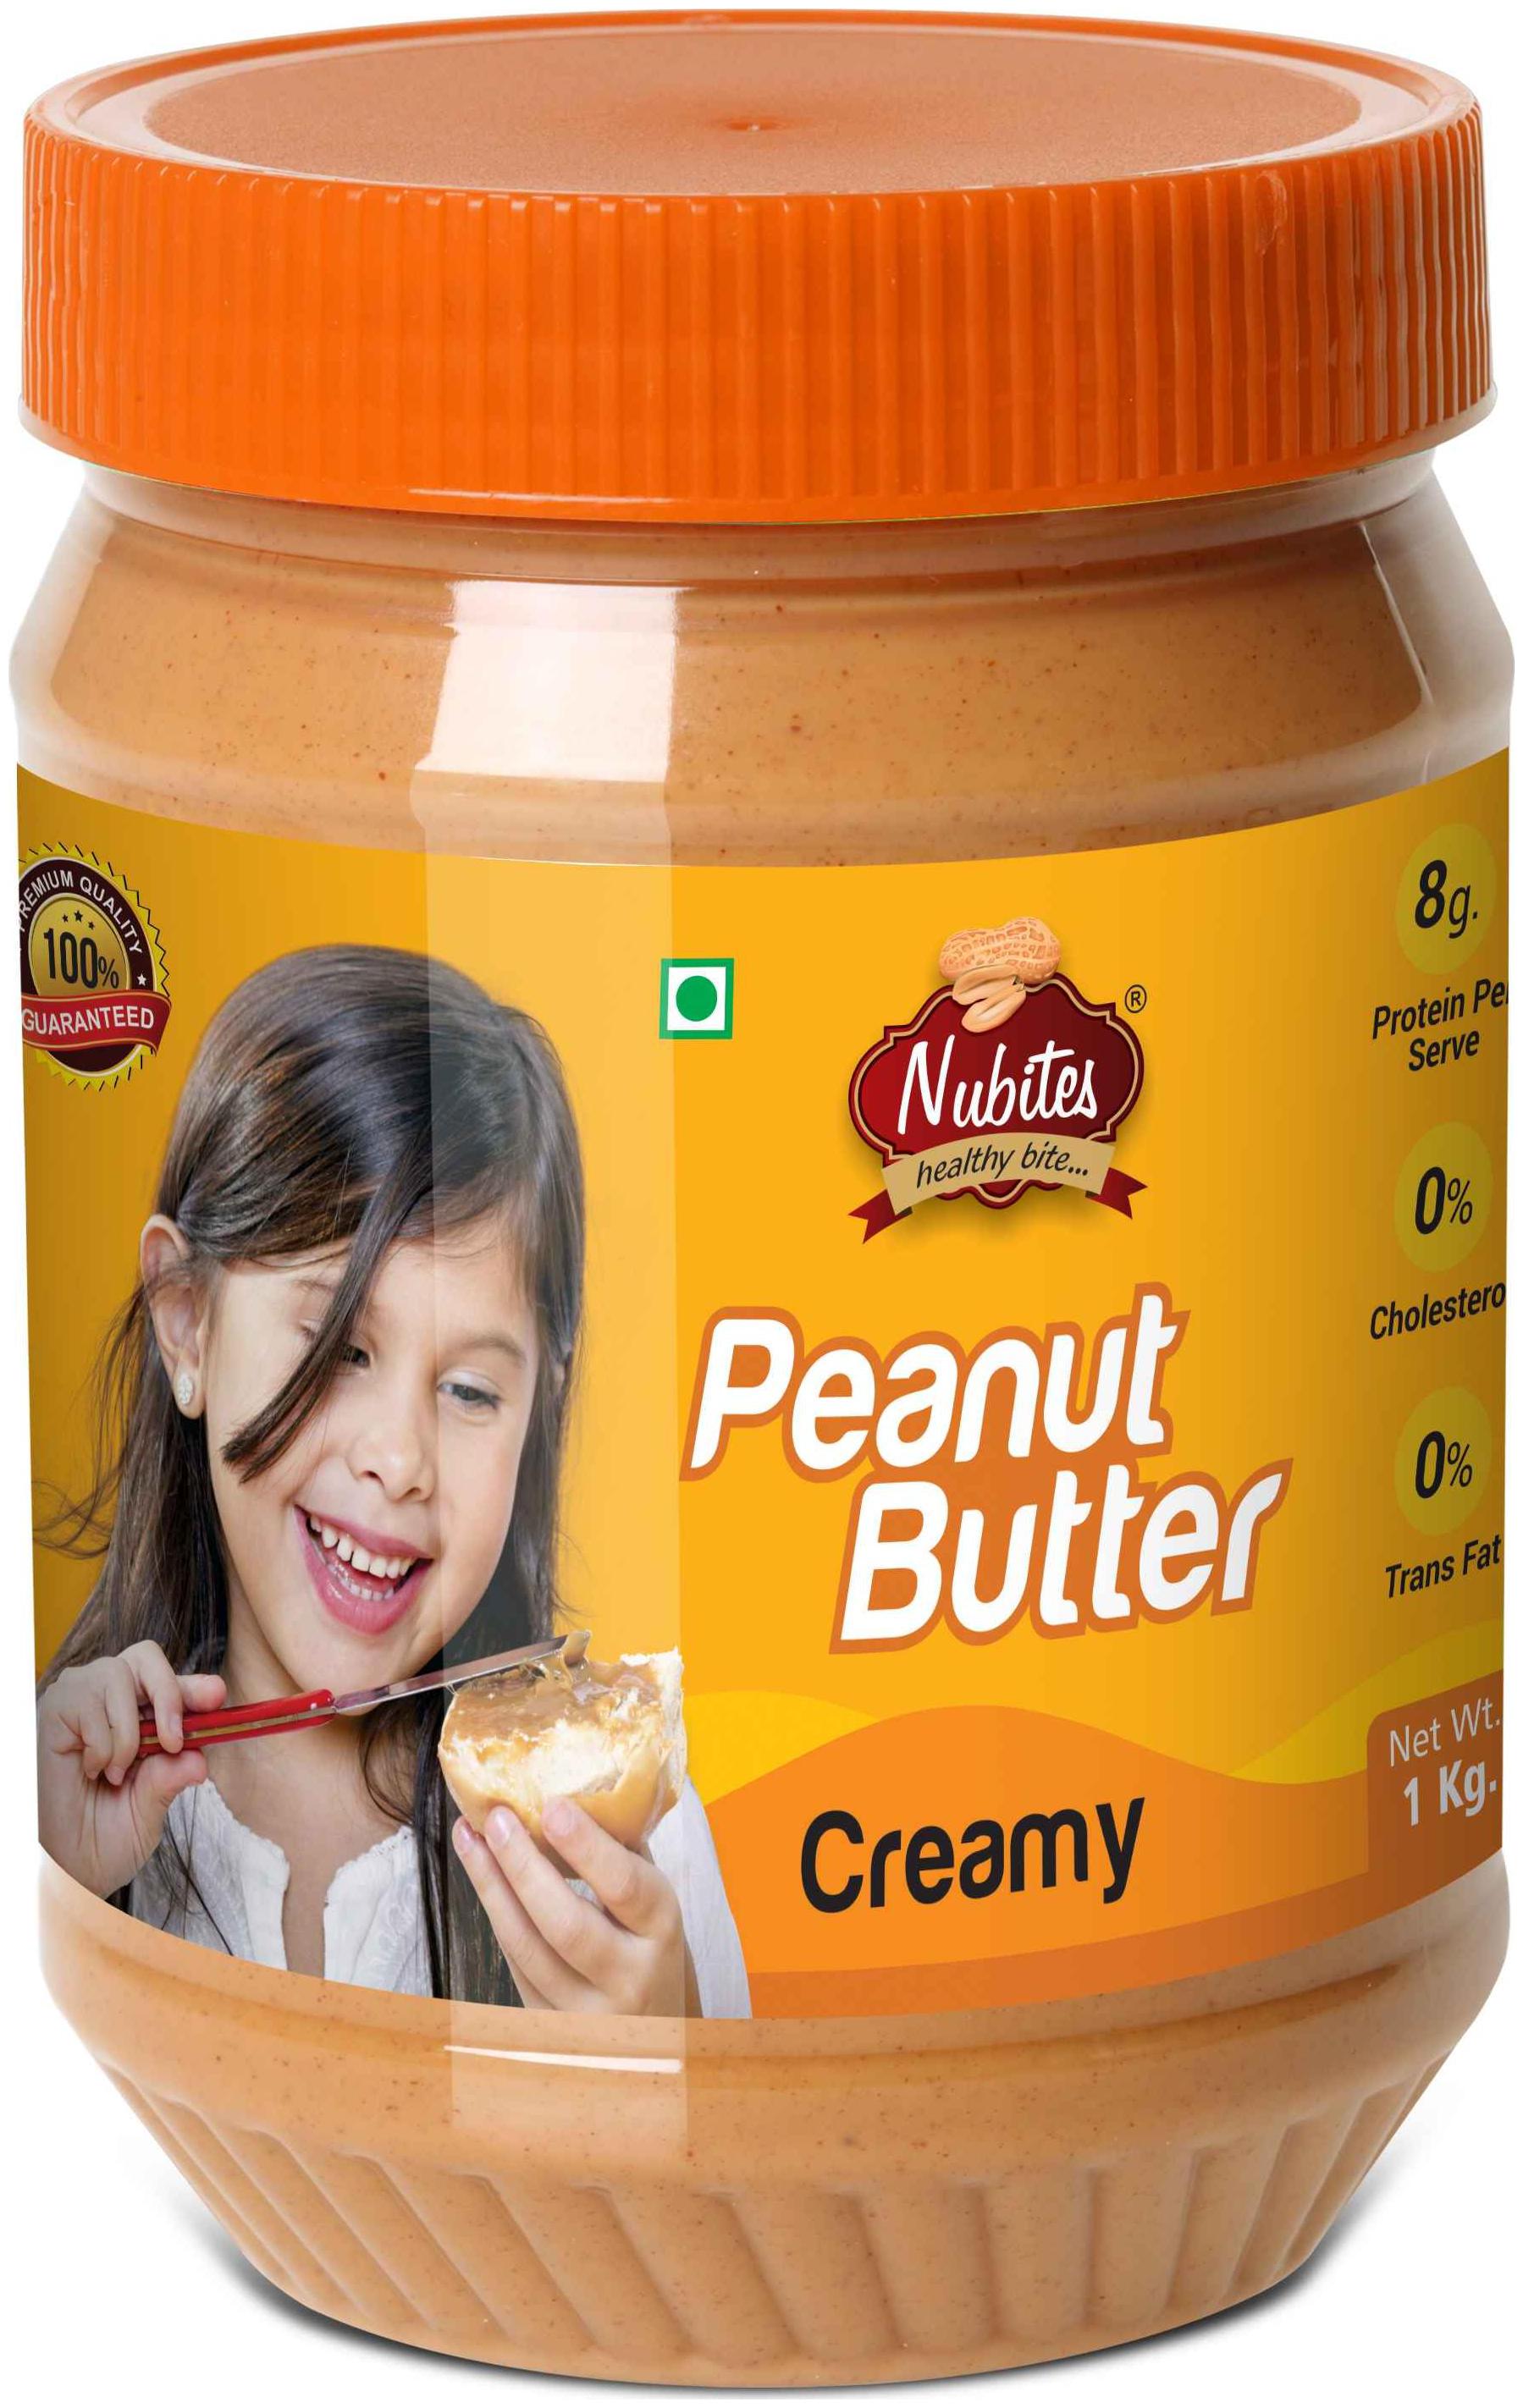 PREMIUM QUALITY
100%
GUARANTEED
Nubites ®
healthy bite...
Peanut
Butter
Creamy
8g.
Protein Per
Serve
0%
Cholestero
0%
Trans Fat
Net Wt.
1 Kg.